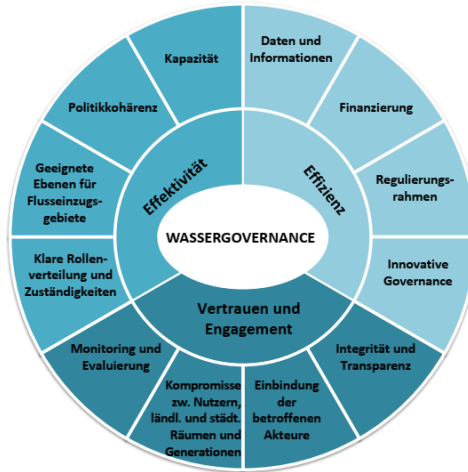 WASSERGOVERNANCE
Effektivität
Effizienz
Vertrauen und
Engagement
Kapazität
Daten und
Informationen
Finanzierung
Regulierungs-
rahmen
Innovative
Governance
Integrität und
Transparenz
Einbindung
der
betroffenen
Akteure
Kompromisse
zw. Nutzern,
ländl. und städt.
Räumen und
Generationen
Monitoring und
Evaluierung
Klare Rollen-
verteilung und
Zuständigkeiten
Geeignete
Ebenen für
Flusseinzugs-
gebiete
Politikkohärenz